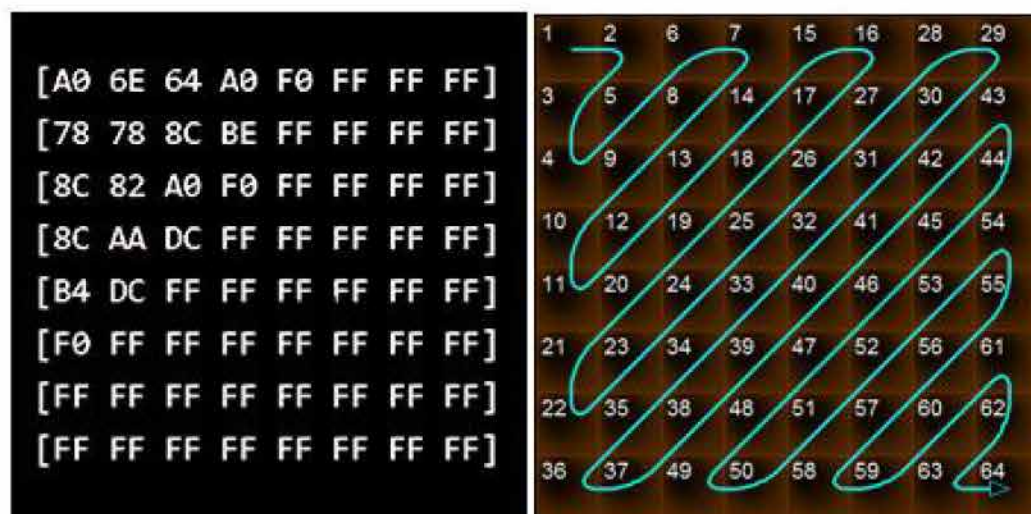 [A0 6E 64 A0 F0 FF FF FF]
[78 78 8C BE FF FF FF FF]
[8C 82 A0 F0 FF FF FF FF]
[8C AA DC FF FF FF FF FF]
[B4 DC FF FF FF FF FF FF]
[F0 FF FF FF FF FF FF FF]
[FF FF FF FF FF FF FF FF]
[FF FF FF FF FF FF FF FF]
1 2 6 7 15 16 28 29
3 5 8 14 17 27 30 43
4 9 13 18 26 31 42 44
10 12 19 25 32 41 45 54
11 20 24 33 40 46 53 55
21 23 34 39 47 52 56 61
22 35 38 48 51 57 60 62
36 37 49 50 58 59 63 64